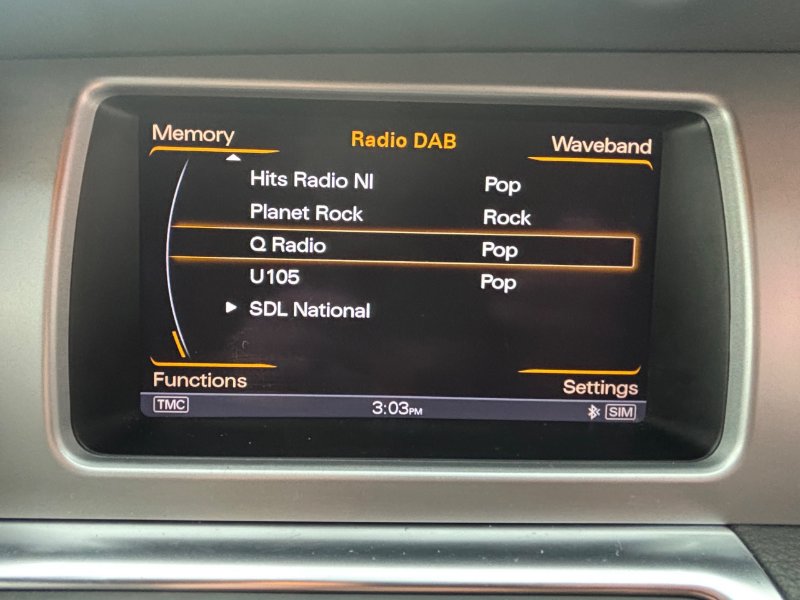 Memory Radio DAB Waveband
Hits Radio NI Pop
Planet Rock Rock
Q Radio Pop
U105 Pop
SDL National
Functions Settings
TMC 3:03PM SIM